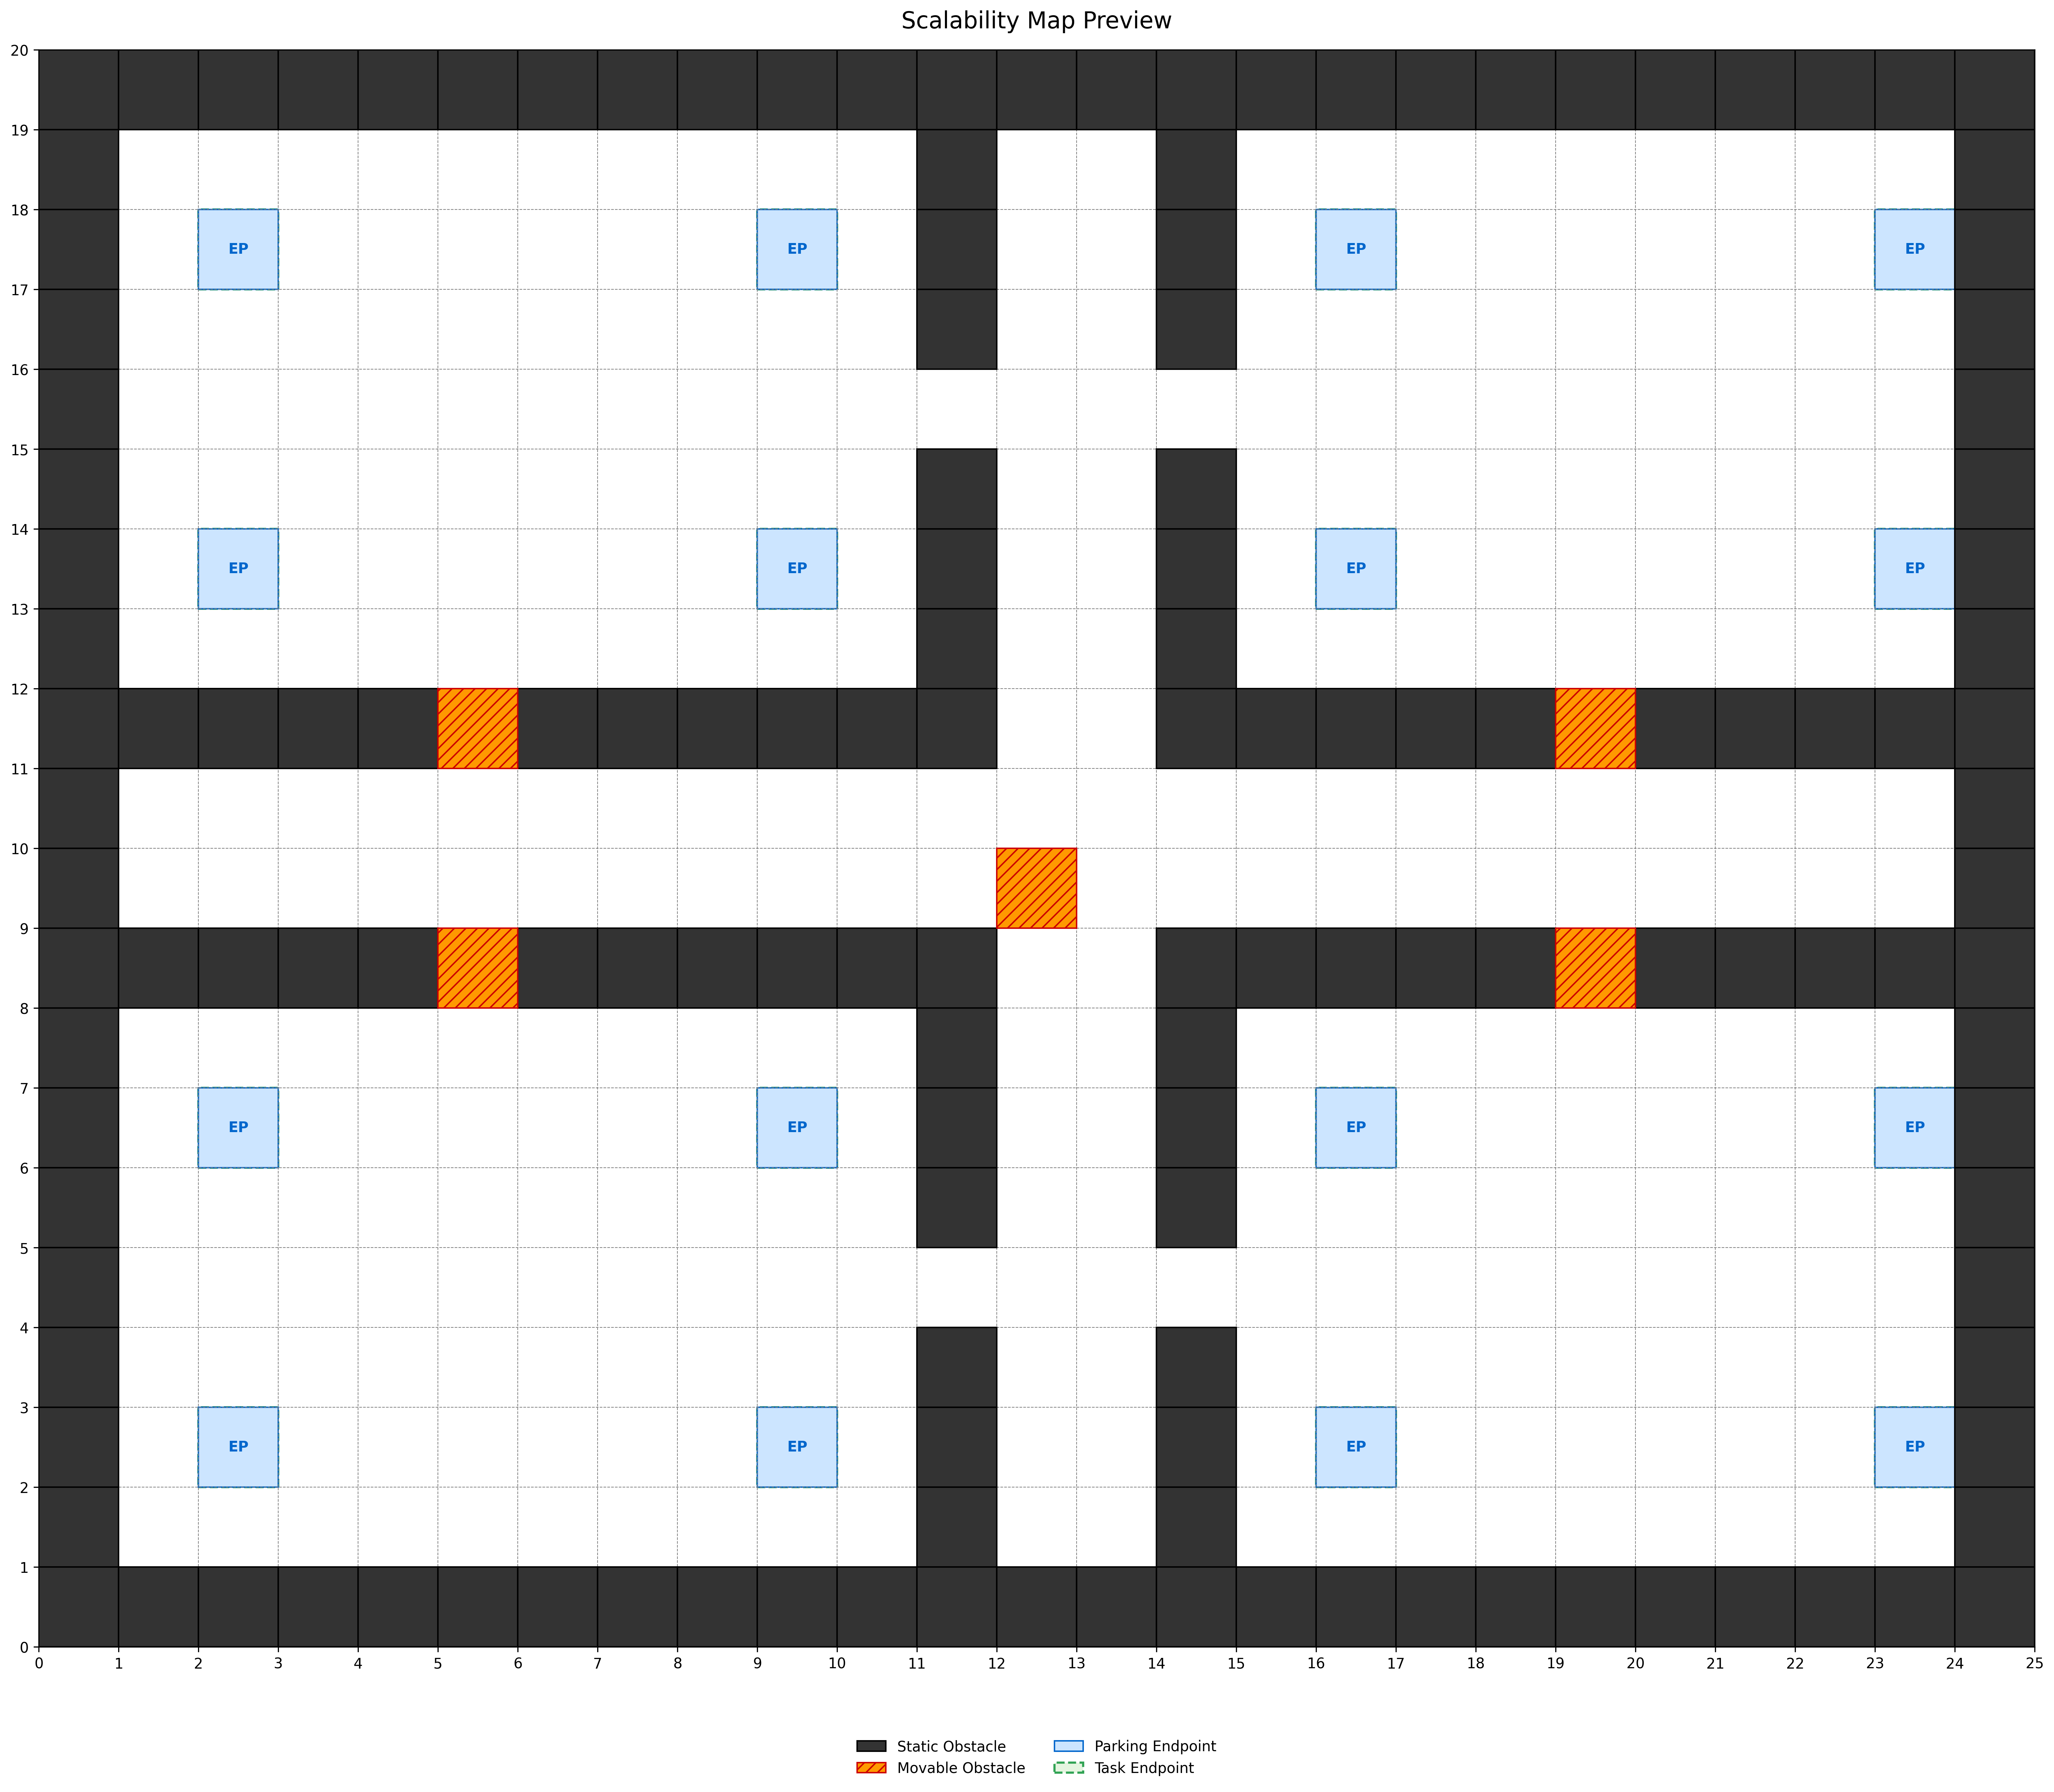 Scalability Map Preview
20
19
18
EP EP EP EP
17
16
15
14
EP EP EP EP
13
12
11
10
9
8
7
EP EP EP EP
6
5
4
3
EP EP EP EP
2
1
0
0 1 2 3 4 5 6 7 8 9 10 11 12 13 14 15 16 17 18 19 20 21 22 23 24 25
Static Obstacle
Movable Obstacle
Parking Endpoint
Task Endpoint